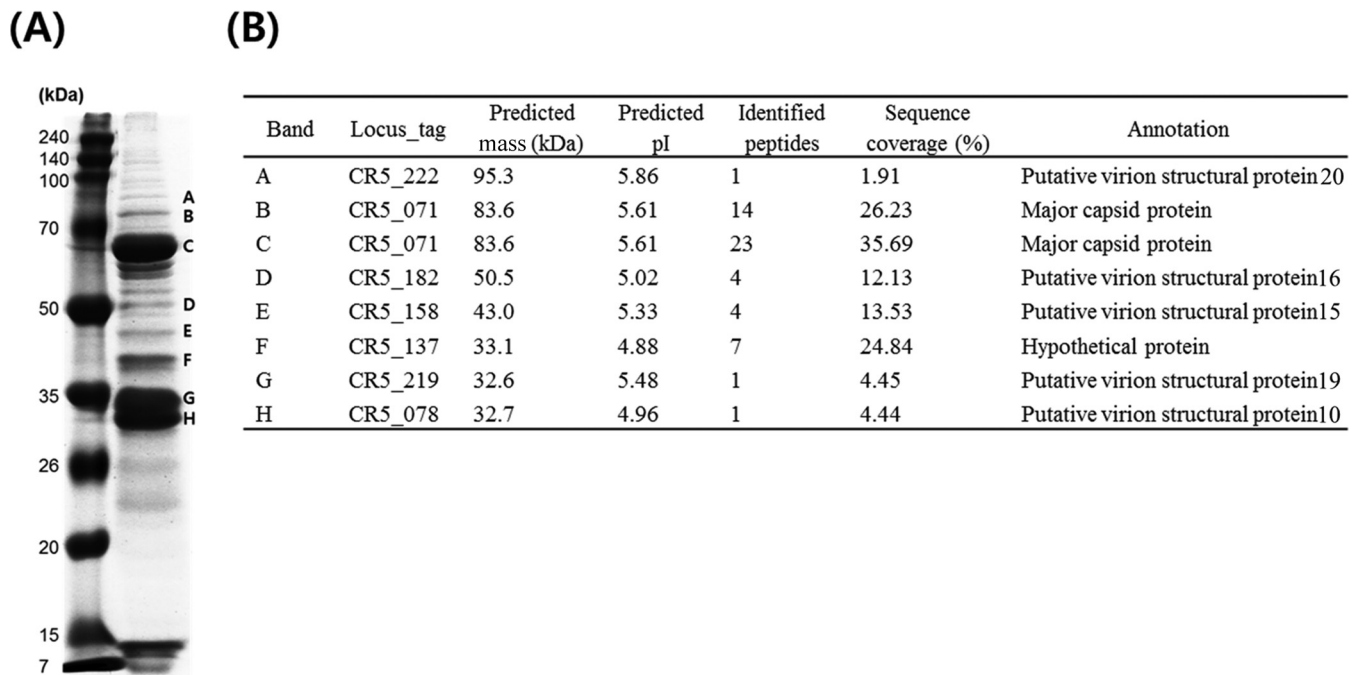 (A)
(B)
(kDa)
240
140
100
70
50
35
26
20
15
7
A
B
C
D
E
F
G
H
Band Locus_tag Predicted mass (kDa) Predicted pI Identified peptides Sequence coverage (%) Annotation
A CR5_222 95.3 5.86 1 1.91 Putative virion structural protein20
B CR5_071 83.6 5.61 14 26.23 Major capsid protein
C CR5_071 83.6 5.61 23 35.69 Major capsid protein
D CR5_182 50.5 5.02 4 12.13 Putative virion structural protein16
E CR5_158 43.0 5.33 4 13.53 Putative virion structural protein15
F CR5_137 33.1 4.88 7 24.84 Hypothetical protein
G CR5_219 32.6 5.48 1 4.45 Putative virion structural protein19
H CR5_078 32.7 4.96 1 4.44 Putative virion structural protein10